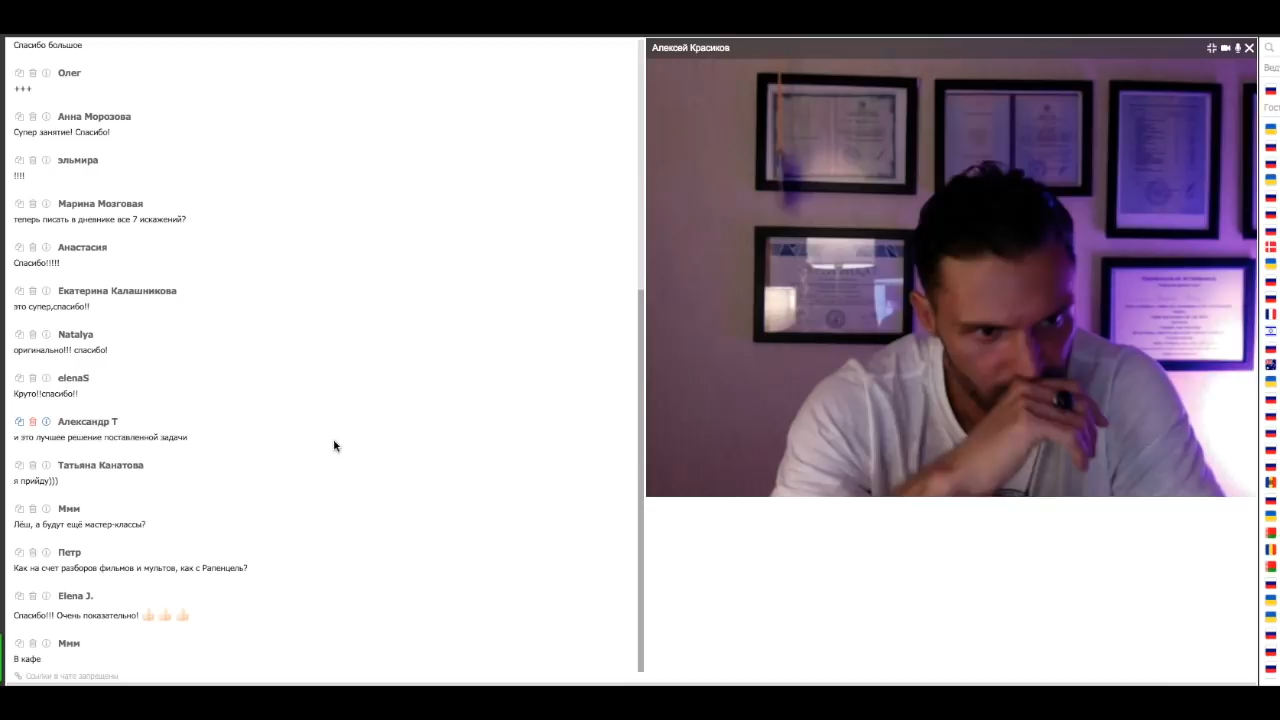 Спасибо большое
Олег
+++
Анна Морозова
Супер занятие! Спасибо!
эльмира
!!!!
Марина Мозговая
теперь писать в дневнике все 7 искажений?
Анастасия
Спасибо!!!!!
Екатерина Калашникова
это супер,спасибо!!
Natalya
оригинально!!! спасибо!
elenaS
Круто!!спасибо!!
Александр Т
и это лучшее решение поставленной задачи
Татьяна Канатова
я прийду)))
Ммм
Лёш, а будут ещё мастер-классы?
Петр
Как на счет разборов фильмов и мультов, как с Рапенцель?
Elena J.
Спасибо!!! Очень показательно! 👍🏻 👍🏻 👍🏻
Ммм
В кафе
Ссылки в чате запрещены
Алексей Красиков
Вед
Гост